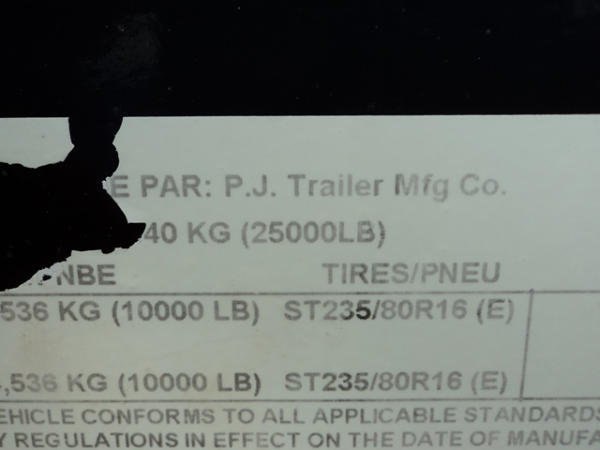 E PAR: P.J. Trailer Mfg Co.
40 KG (25000LB)
PNBE TIRES/PNEU
536 KG (10000 LB) ST235/80R16 (E)
,536 KG (10000 LB) ST235/80R16 (E)
EHICLE CONFORMS TO ALL APPLICABLE STANDARDS
Y REGULATIONS IN EFFECT ON THE DATE OF MANUFA